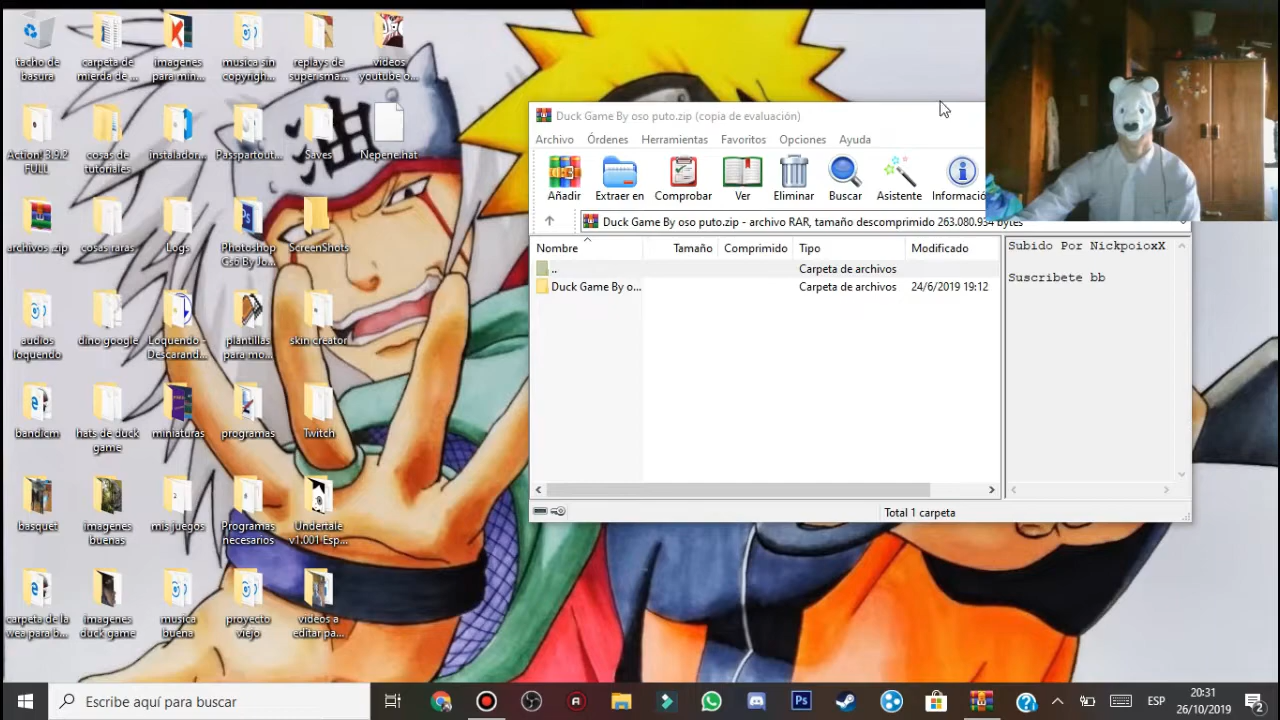 tacho de
basura
carpeta de
mierda de ...
imagenes
para min...
musica sin
copyrigh...
replays de
superisma...
videos
youtube o...
Action! 3.9.2
FULL
cosas de
tutoriales
instalador...
Passpartout...
Saves
Nepene.hat
archivos .zip
cosas raras
Logs
Photoshop
Cs6 By Jo...
ScreenShots
audios
loquendo
dino google
Loquendo -
Descarand...
plantillas
para mo...
skin creator
bandicm
hats de duck
game
miniaturas
programas
Twitch
basquet
imagenes
buenas
mis juegos
Programas
necesarios
Undertale
v1.001 Esp...
carpeta de la
wea para b...
imagenes
duck game
musica
buena
proyecto
viejo
videos a
editar pa...
Duck Game By oso puto.zip (copia de evaluación)
Archivo Órdenes Herramientas Favoritos Opciones Ayuda
Añadir Extraer en Comprobar Ver Eliminar Buscar Asistente Informació
Duck Game By oso puto.zip - archivo RAR, tamaño descomprimido 263.080.934 bytes
Nombre Tamaño Comprimido Tipo Modificado
.. Carpeta de archivos
Duck Game By o... Carpeta de archivos 24/6/2019 19:12
Subido Por NickpoioxX
Suscribete bb
Total 1 carpeta
油
Escribe aquí para buscar
ESP
20:31
26/10/2019
2